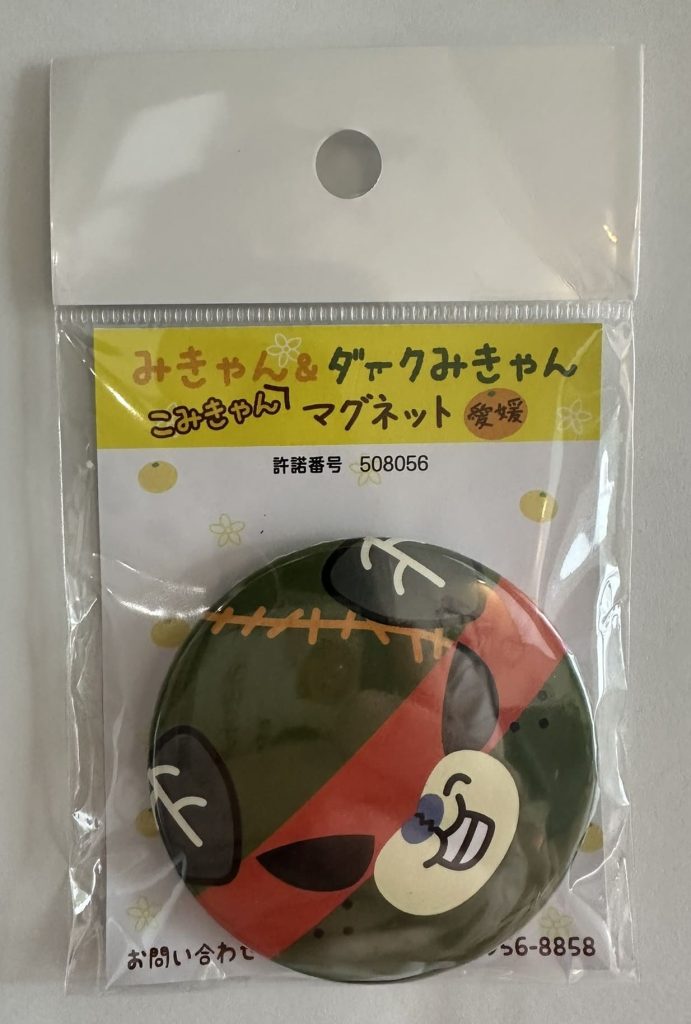 みきゃん&ダークみきゃん
こみきゃん マグネット 愛媛
許諾番号 508056
お問い合わせ 56-8858